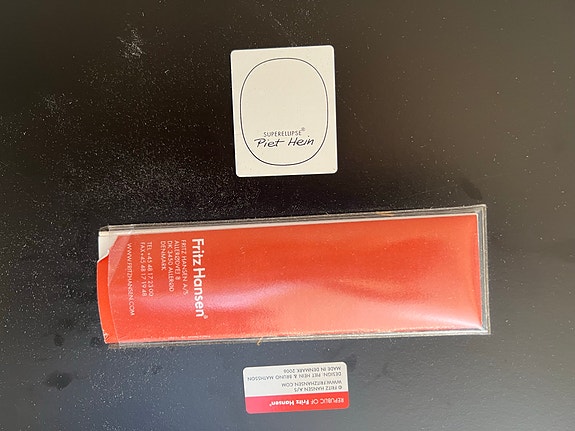 SUPERELLIPSE®
Piet Hein
Fritz Hansen®
FRITZ HANSEN A/S
ALLERØDVEJ 8
DK 3450 ALLERØD
DENMARK
TEL +45 48 17 23 00
FAX +45 48 17 19 48
WWW.FRITZHANSEN.COM
REPUBLIC OF Fritz Hansen®
© FRITZ HANSEN A/S
WWW.FRITZHANSEN.COM
DESIGN: PIET HEIN & BRUNO MATHSSON
MADE IN DENMARK 2006